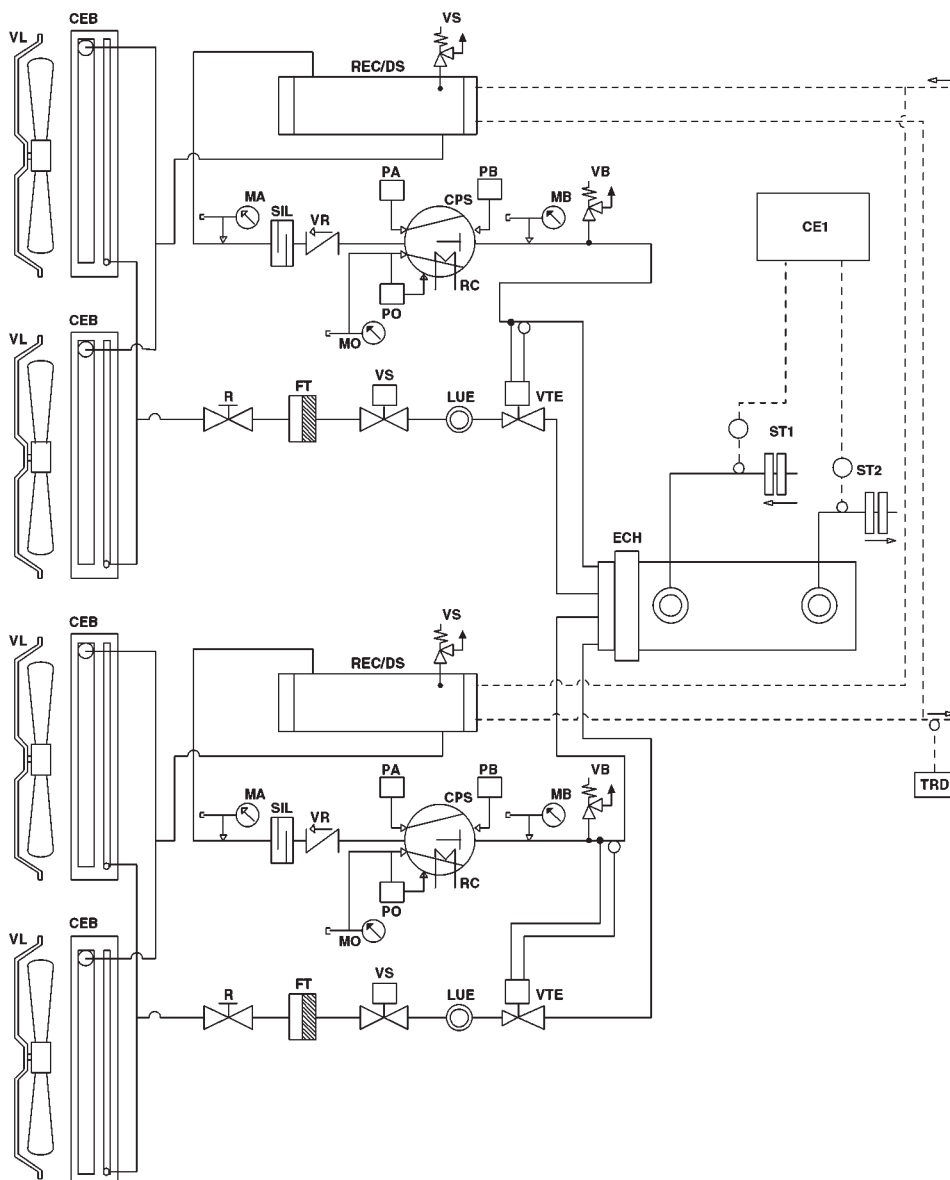 CEB
VL
VS
REC/DS
PA
PB
VB
MA
CPS
MB
SIL
VR
CE1
RC
PO
MO
CEB
VL
R
FT
VS
LUE
VTE
ST1
ST2
ECH
CEB
VL
VS
REC/DS
PA
PB
VB
TRD
MA
CPS
MB
SIL
VR
RC
PO
MO
CEB
VL
R
FT
VS
LUE
VTE